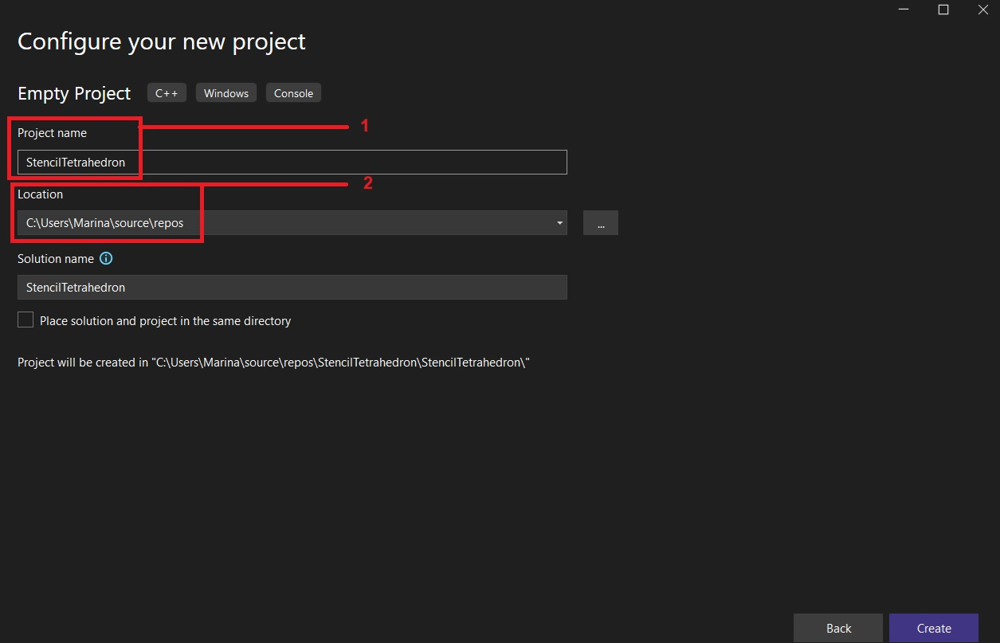 Configure your new project
Empty Project C++ Windows Console
Project name 1
StencilTetrahedron
2
Location
C:\Users\Marina\source\repos ...
Solution name
StencilTetrahedron
Place solution and project in the same directory
Project will be created in "C:\Users\Marina\source\repos\StencilTetrahedron\StencilTetrahedron\"
Back Create